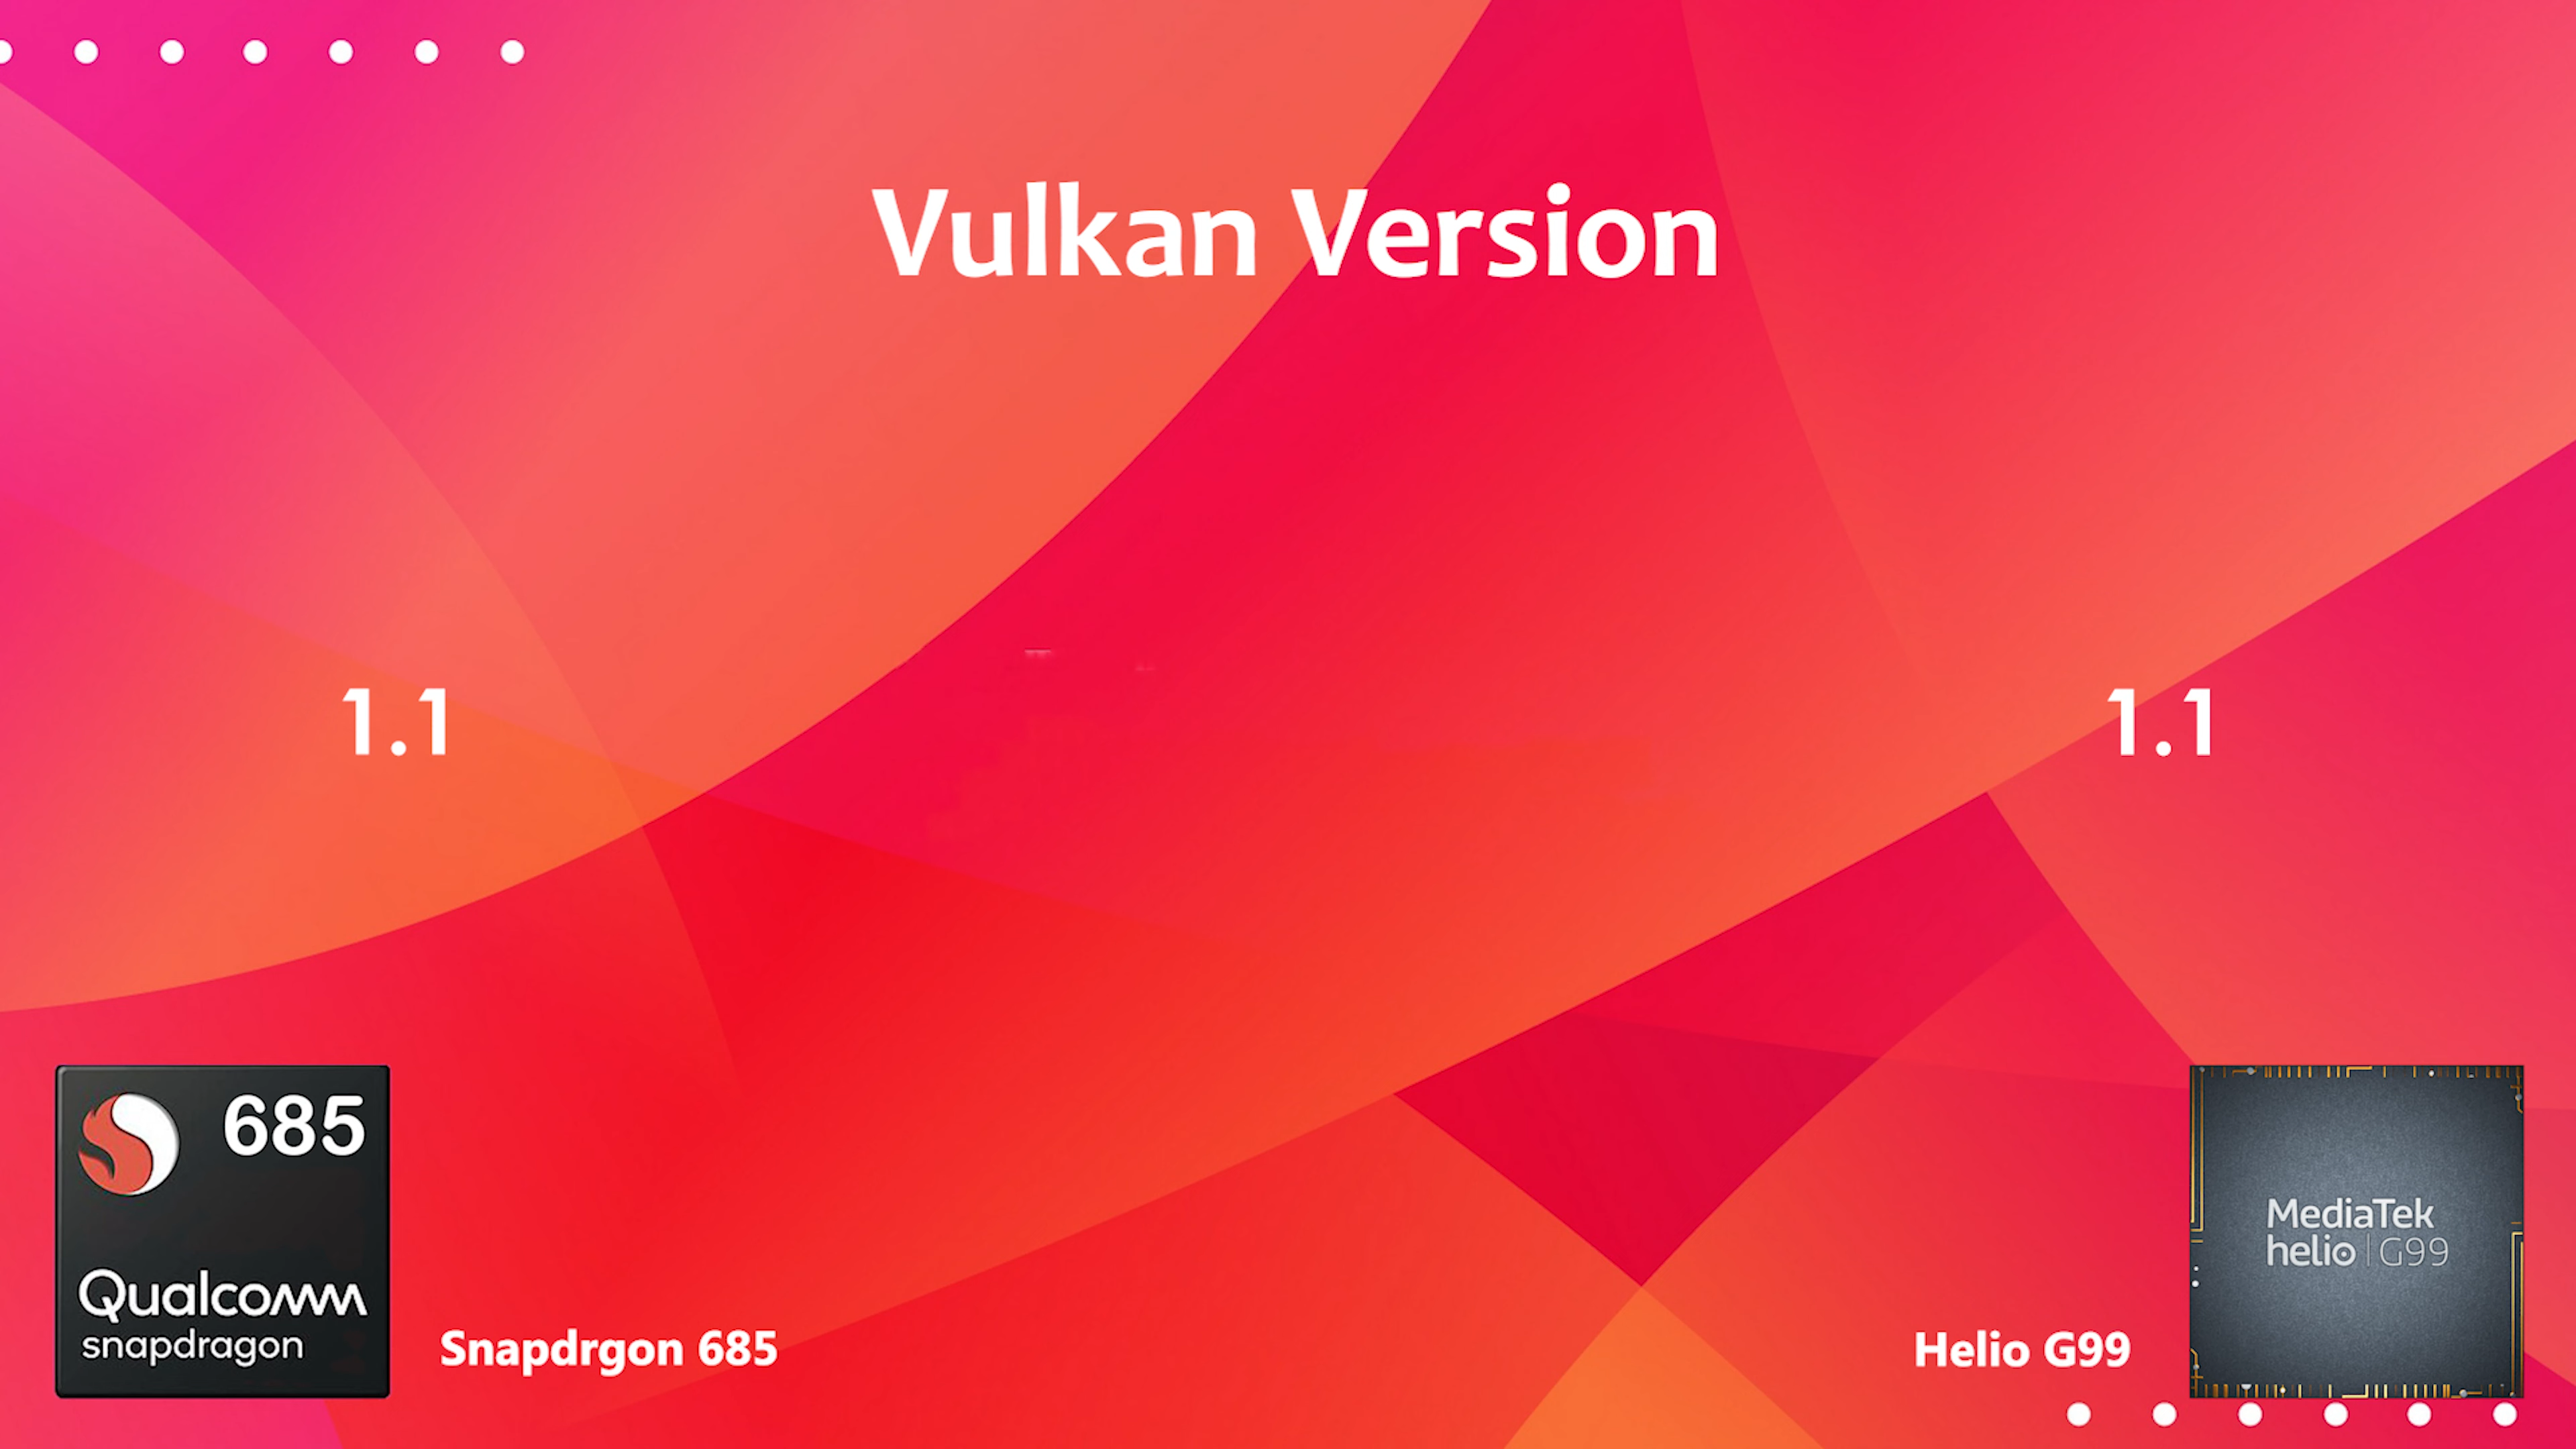 Vulkan Version
1.1
1.1
685
Qualcomm
snapdragon
Snapdrgon 685
Helio G99
MediaTek
helio | G99